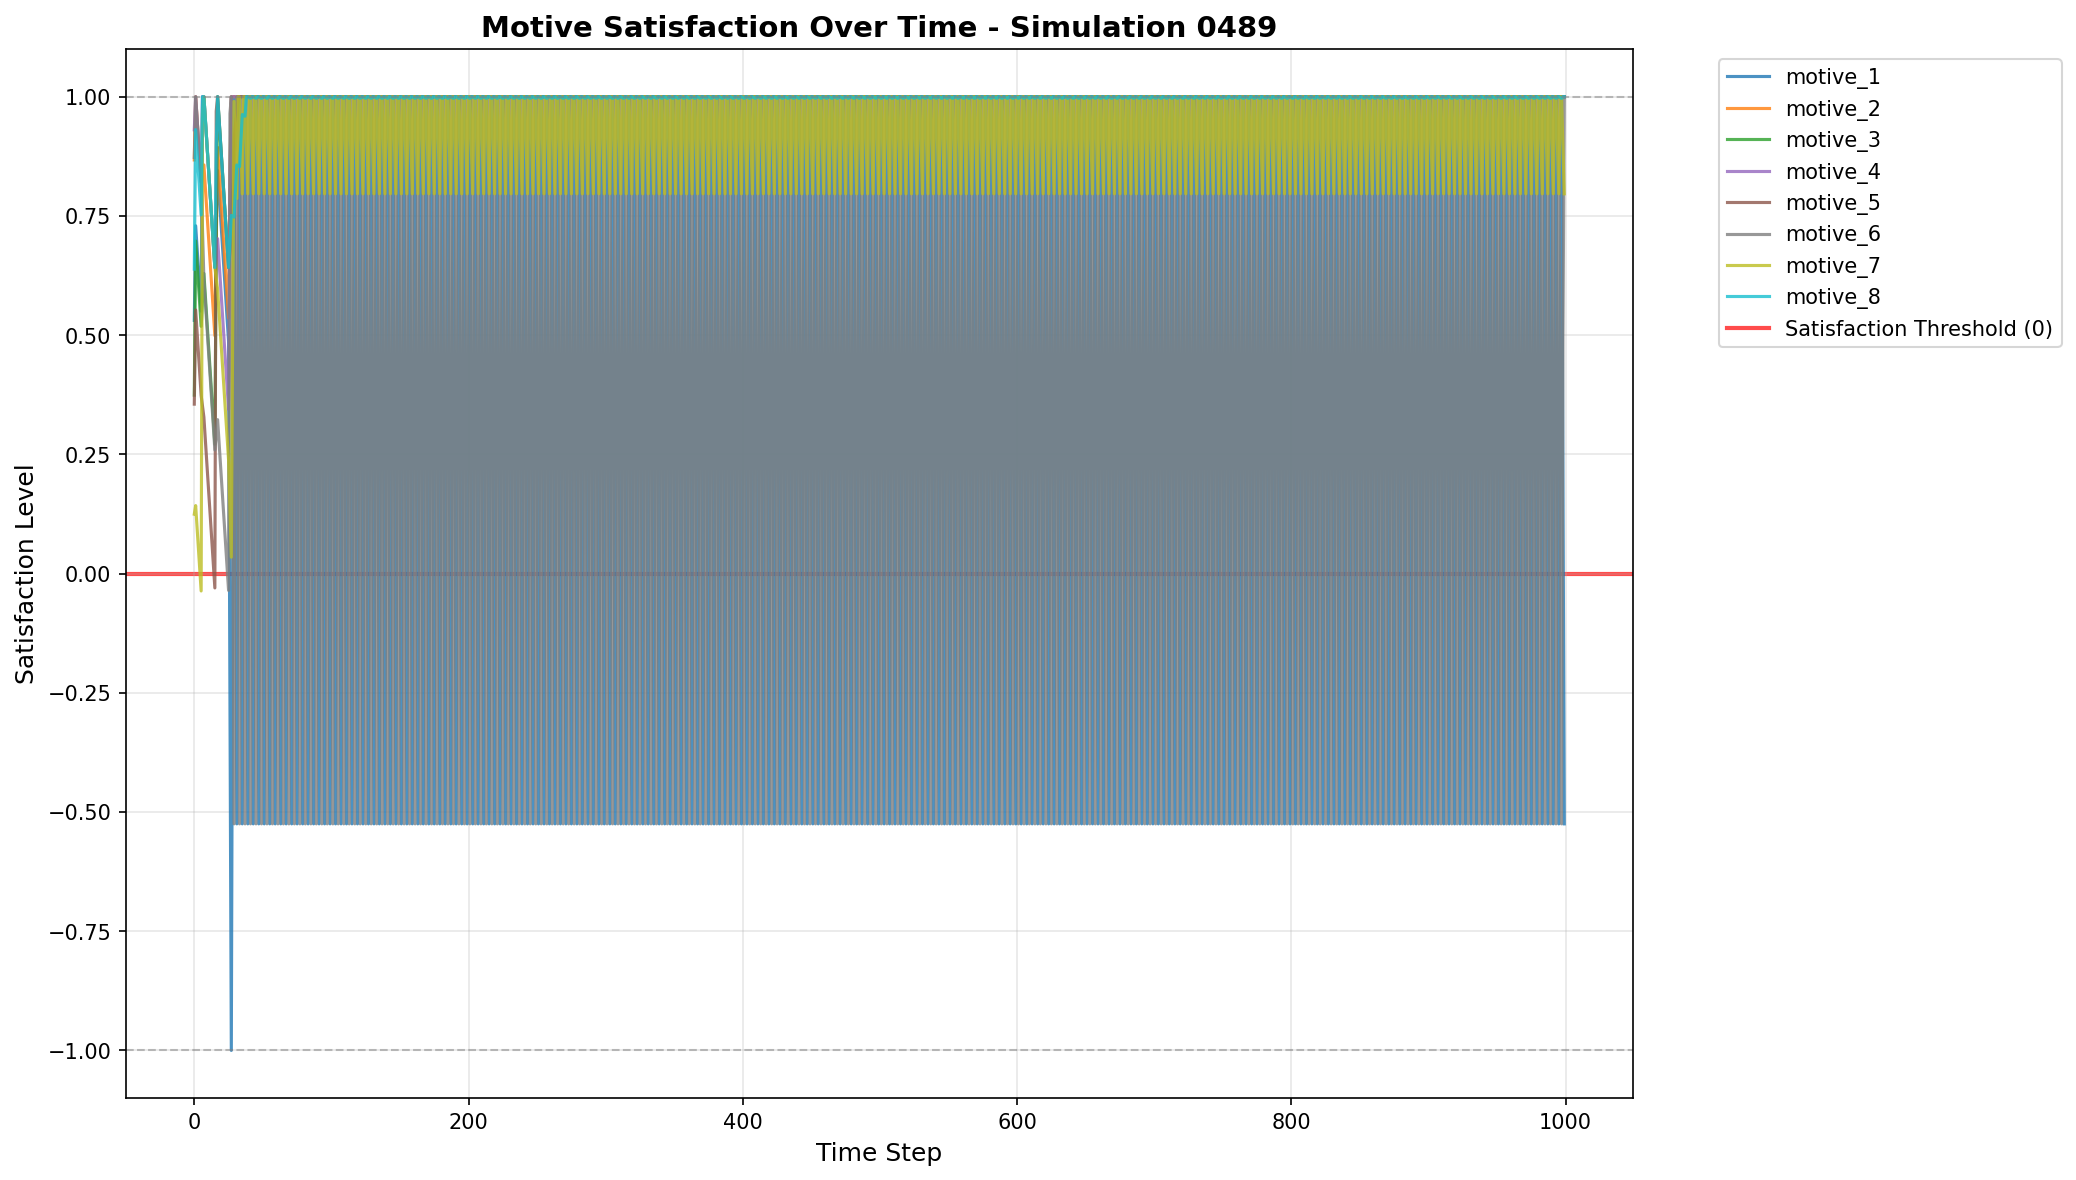 Motive Satisfaction Over Time - Simulation 0489
1.00
0.75
0.50
0.25
0.00
−0.25
−0.50
−0.75
−1.00
Satisfaction Level
0
200
400
600
800
1000
Time Step
motive_1
motive_2
motive_3
motive_4
motive_5
motive_6
motive_7
motive_8
Satisfaction Threshold (0)